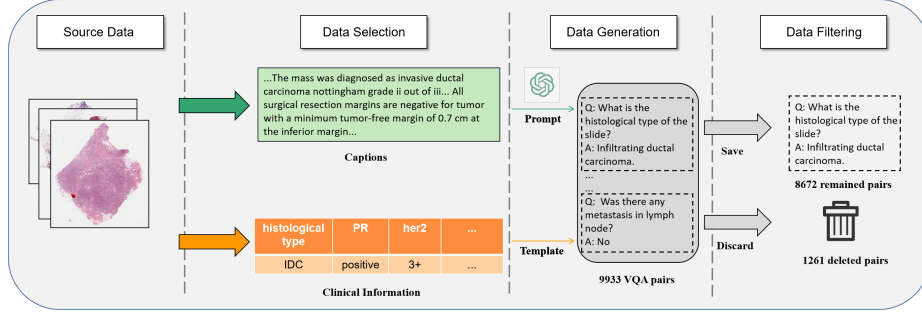 Source Data
Data Selection
Data Generation
Data Filtering
...The mass was diagnosed as invasive ductal
carcinoma nottingham grade ii out of iii... All
surgical resection margins are negative for tumor
with a minimum tumor-free margin of 0.7 cm at
the inferior margin...
Captions
histological
type
PR
her2
...
IDC
positive
3+
...
Clinical Information
Prompt
Template
Q: What is the
histological type of the
slide?
A: Infiltrating ductal
carcinoma.
...
...
Q: Was there any
metastasis in lymph
node?
A: No
9933 VQA pairs
Save
Discard
Q: What is the
histological type of the
slide?
A: Infiltrating ductal
carcinoma.
8672 remained pairs
1261 deleted pairs